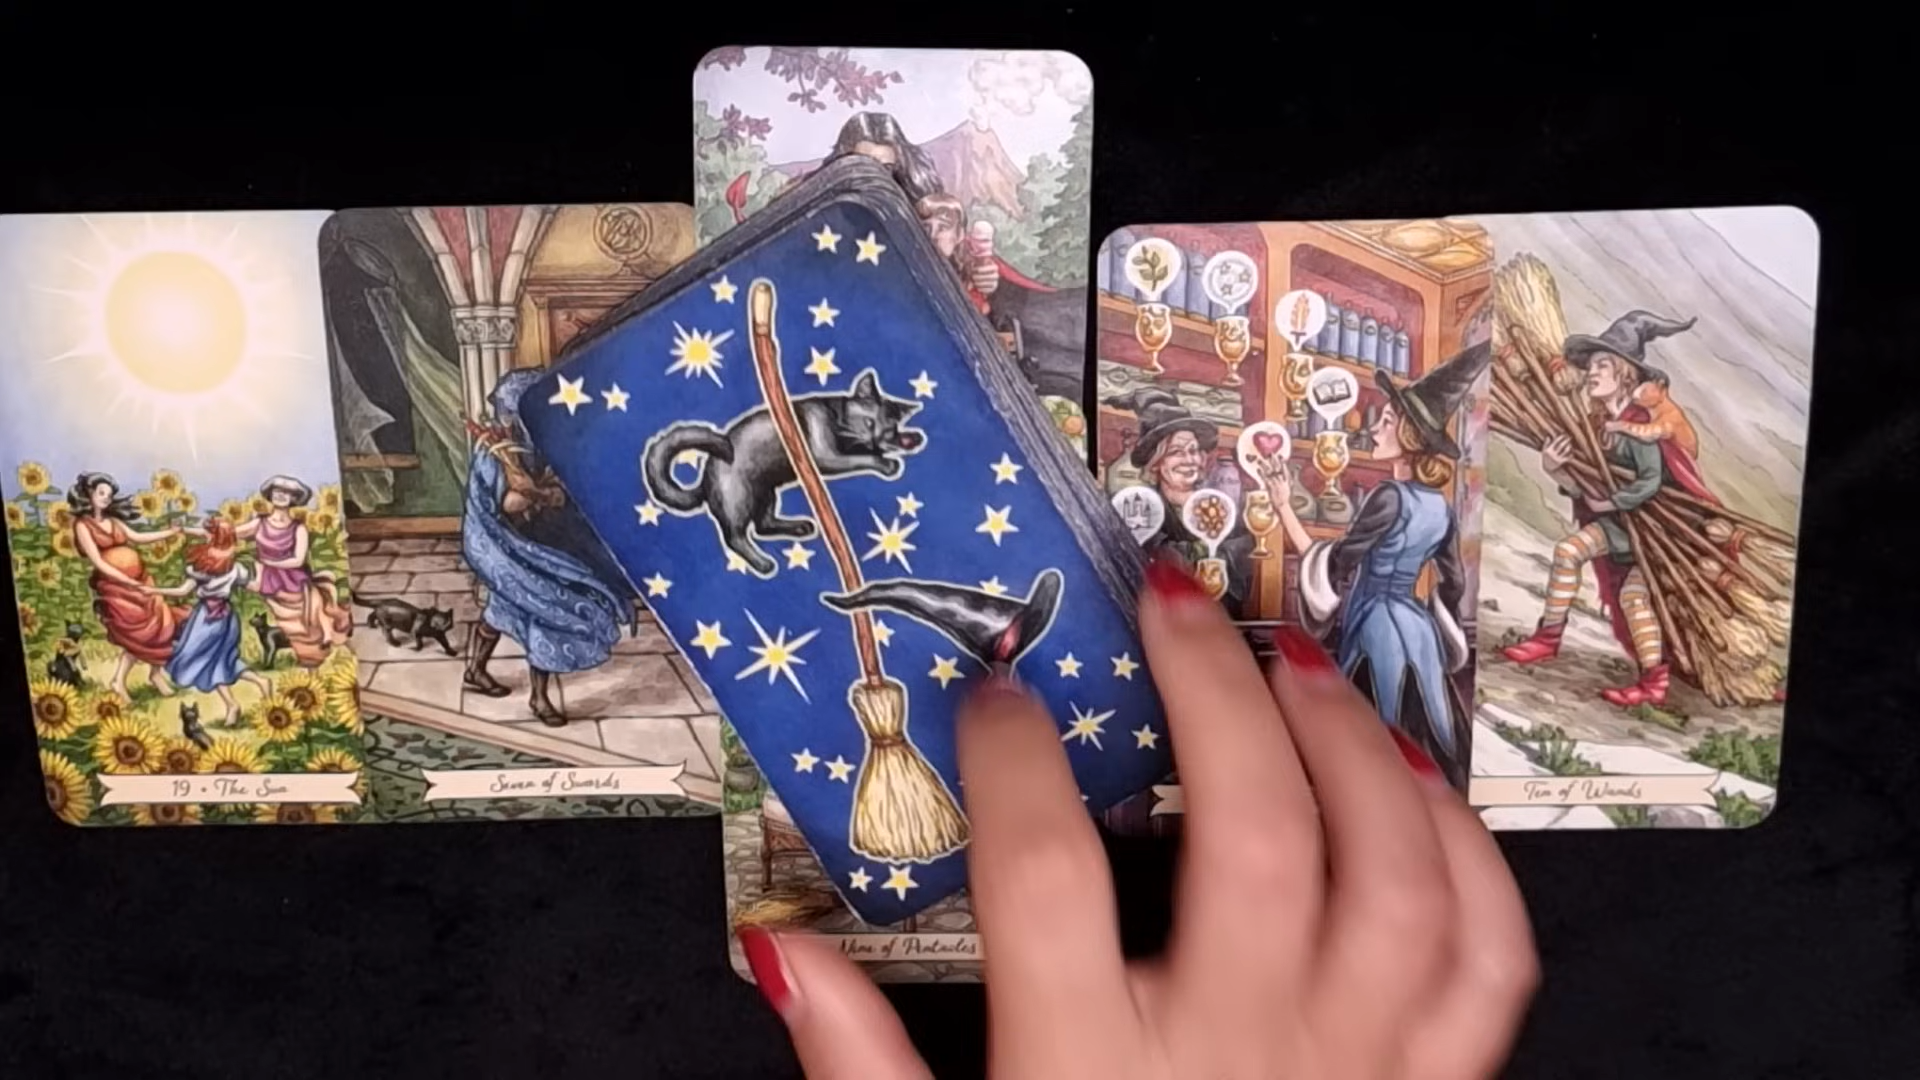 19 • The Sun
Seven of Swords
Nine of Pentacles
Ten of Wands